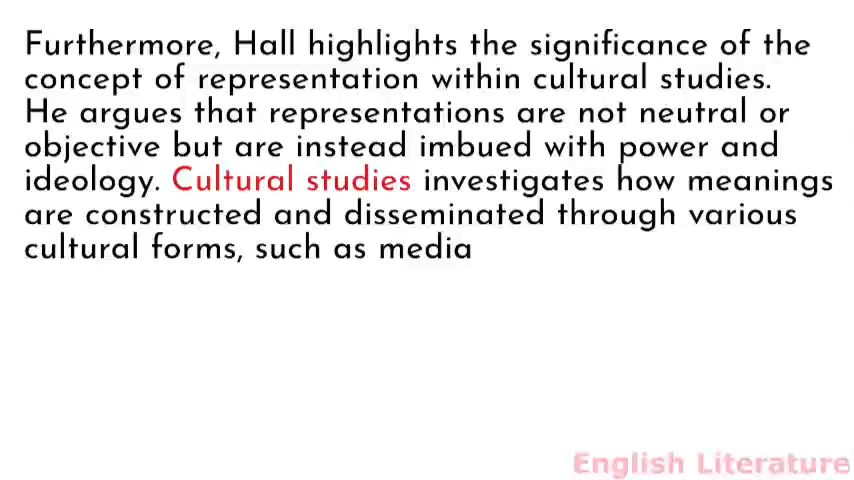 Furthermore, Hall highlights the significance of the
concept of representation within cultural studies.
He argues that representations are not neutral or
objective but are instead imbued with power and
ideology. Cultural studies investigates how meanings
are constructed and disseminated through various
cultural forms, such as media
English Literature